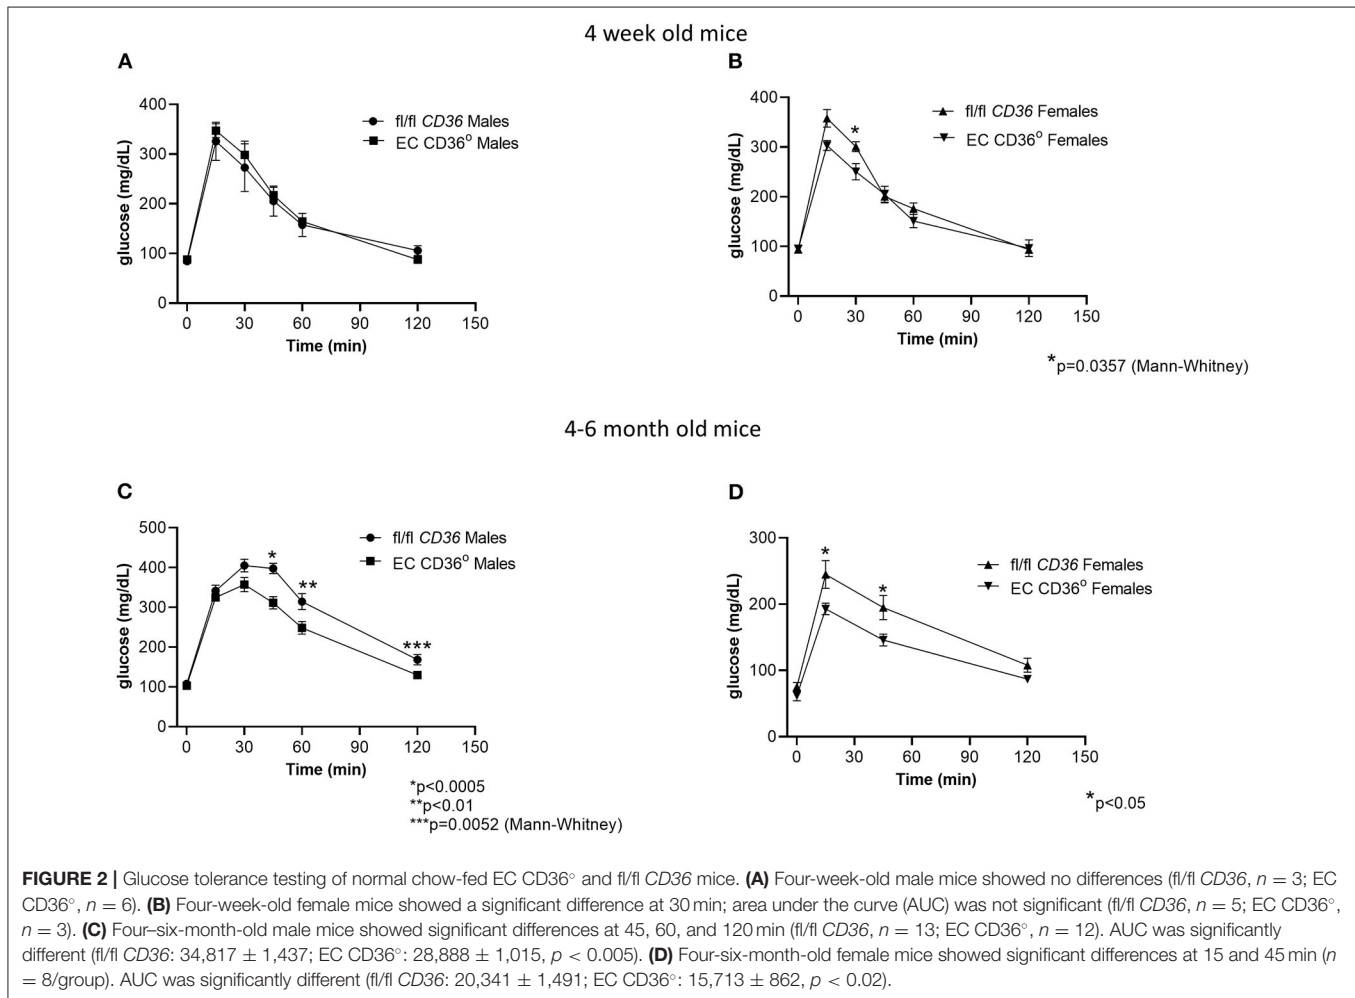 4 week old mice
A
400
300
200
100
0
glucose (mg/dL)
0 30 60 90 120 150
Time (min)
fl/fl CD36 Males
EC CD36o Males
B
400
300
200
100
0
glucose (mg/dL)
*
0 30 60 90 120 150
Time (min)
fl/fl CD36 Females
EC CD36o Females
*p=0.0357 (Mann-Whitney)
4-6 month old mice
C
500
400
300
200
100
0
glucose (mg/dL)
*
**
***
0 30 60 90 120 150
Time (min)
fl/fl CD36 Males
EC CD36o Males
*p<0.0005
**p<0.01
***p=0.0052 (Mann-Whitney)
D
300
200
100
0
glucose (mg/dL)
*
*
0 30 60 90 120 150
Time (min)
fl/fl CD36 Females
EC CD36o Females
*p<0.05
FIGURE 2 | Glucose tolerance testing of normal chow-fed EC CD36° and fl/fl CD36 mice. (A) Four-week-old male mice showed no differences (fl/fl CD36, n = 3; EC
CD36°, n = 6). (B) Four-week-old female mice showed a significant difference at 30 min; area under the curve (AUC) was not significant (fl/fl CD36, n = 5; EC CD36°,
n = 3). (C) Four–six-month-old male mice showed significant differences at 45, 60, and 120 min (fl/fl CD36, n = 13; EC CD36°, n = 12). AUC was significantly
different (fl/fl CD36: 34,817 ± 1,437; EC CD36°: 28,888 ± 1,015, p < 0.005). (D) Four-six-month-old female mice showed significant differences at 15 and 45 min (n
= 8/group). AUC was significantly different (fl/fl CD36: 20,341 ± 1,491; EC CD36°: 15,713 ± 862, p < 0.02).